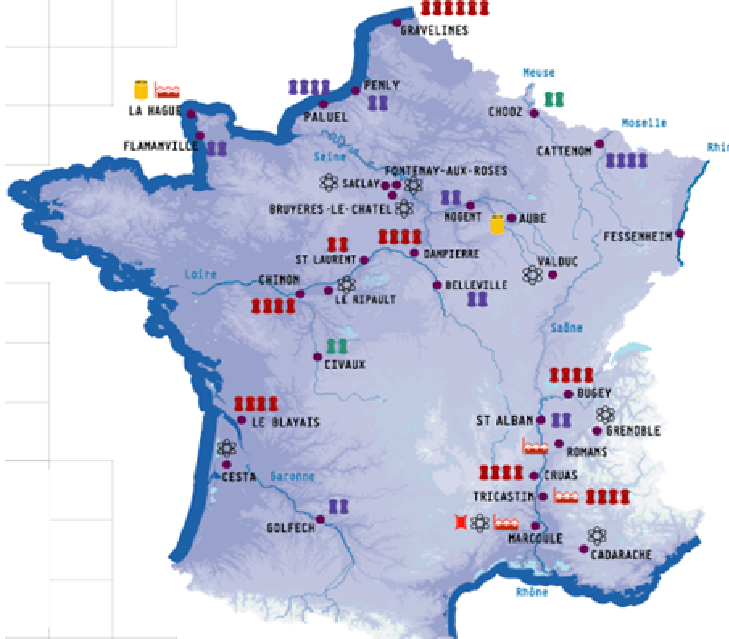 GRAVELINES
Meuse
PENLY
LA HAGUE
PALUEL
CHOOZ
Moselle
FLAMANVILLE
CATTENOM
Seine
FONTENAY-AUX-ROSES
SACLAY
BRUYERES-LE-CHATEL
NOGENT
AUBE
FESSENHEIM
DAMPIERRE
ST LAURENT
VALDUC
Loire
CHINON
BELLEVILLE
LE RIPAULT
Saône
CIVAUX
BUGEY
LE BLAYAIS
ST ALBAN
GRENOBLE
ROMANS
CESTA
Garonne
CRUAS
TRICASTIN
GOLFECH
MARCOULE
CADARACHE
Rhône